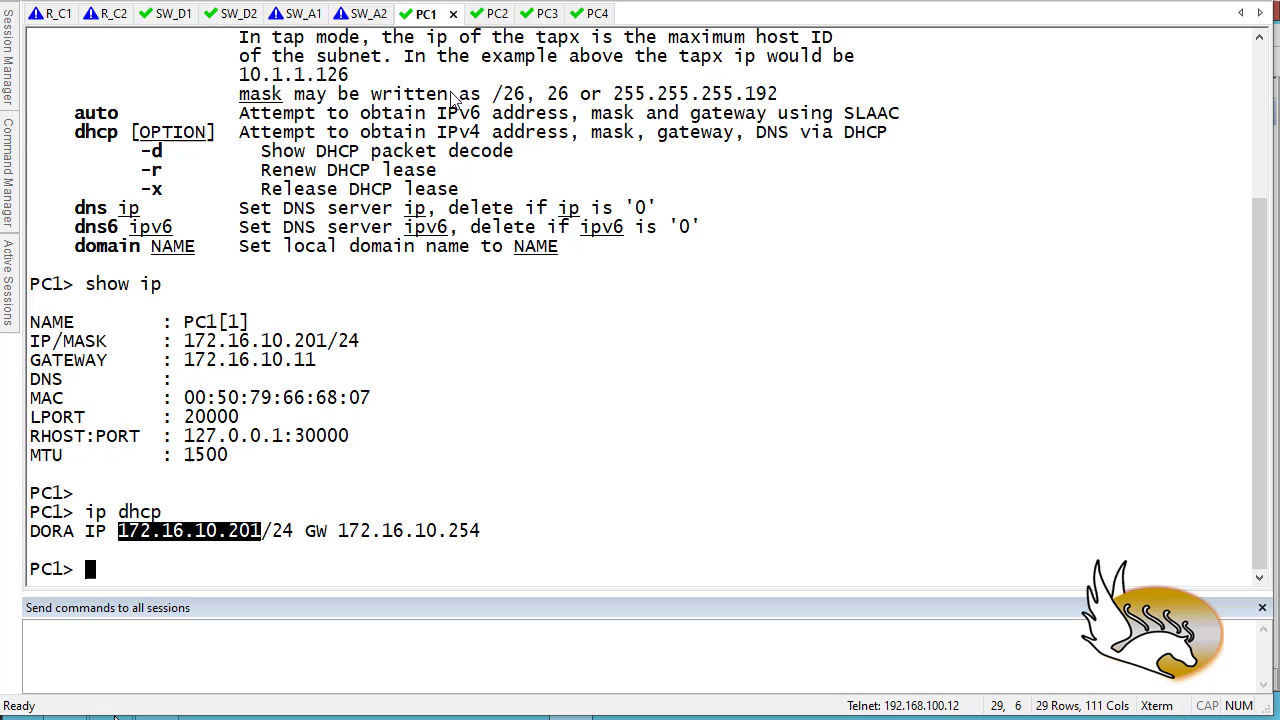 R_C1 R_C2 SW_D1 SW_D2 SW_A1 SW_A2 PC1 PC2 PC3 PC4
Session Manager
Command Manager
Active Sessions
In tap mode, the ip of the tapx is the maximum host ID
of the subnet. In the example above the tapx ip would be
10.1.1.126
mask may be written as /26, 26 or 255.255.255.192
auto Attempt to obtain IPv6 address, mask and gateway using SLAAC
dhcp [OPTION] Attempt to obtain IPv4 address, mask, gateway, DNS via DHCP
-d Show DHCP packet decode
-r Renew DHCP lease
-x Release DHCP lease
dns ip Set DNS server ip, delete if ip is '0'
dns6 ipv6 Set DNS server ipv6, delete if ipv6 is '0'
domain NAME Set local domain name to NAME
PC1> show ip
NAME : PC1[1]
IP/MASK : 172.16.10.201/24
GATEWAY : 172.16.10.11
DNS :
MAC : 00:50:79:66:68:07
LPORT : 20000
RHOST:PORT : 127.0.0.1:30000
MTU : 1500
PC1>
PC1> ip dhcp
DORA IP 172.16.10.201/24 GW 172.16.10.254
PC1>
Send commands to all sessions
Ready Telnet: 192.168.100.12 29, 6 29 Rows, 111 Cols Xterm CAP NUM